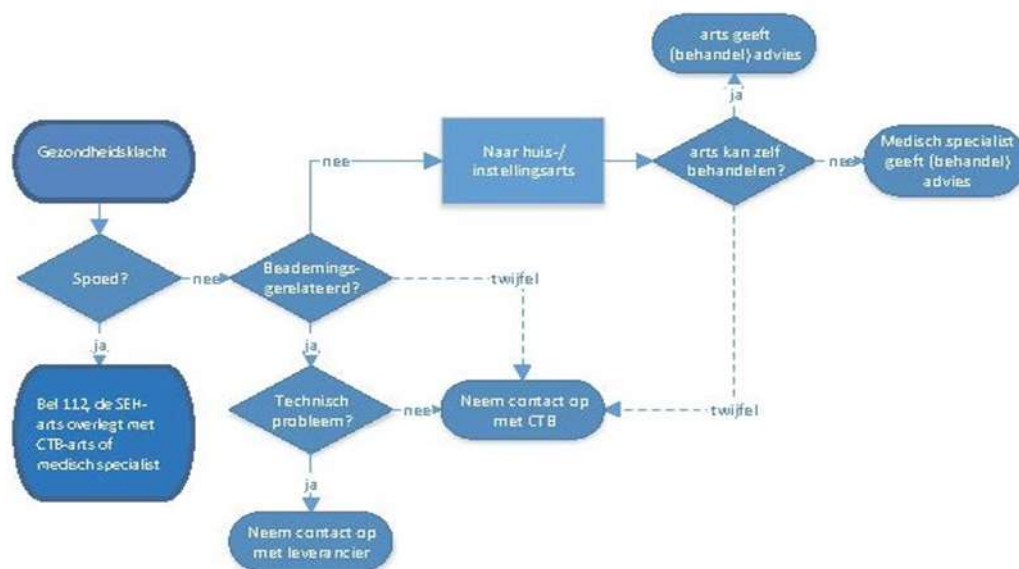 arts geeft
(behandel) advies
ja
Gezondheidsklacht
nee
Naar huis-/
instellingsarts
arts kan zelf
behandelen?
nee
Medisch specialist
geeft (behandel)
advies
Spoed?
nee
Beademings-
gerelateerd?
twijfel
ja
ja
Bel 112, de SEH-
arts overlegt met
CTB-arts of
medisch specialist
Technisch
probleem?
nee
Neem contact op
met CTB
twijfel
ja
Neem contact op
met leverancier